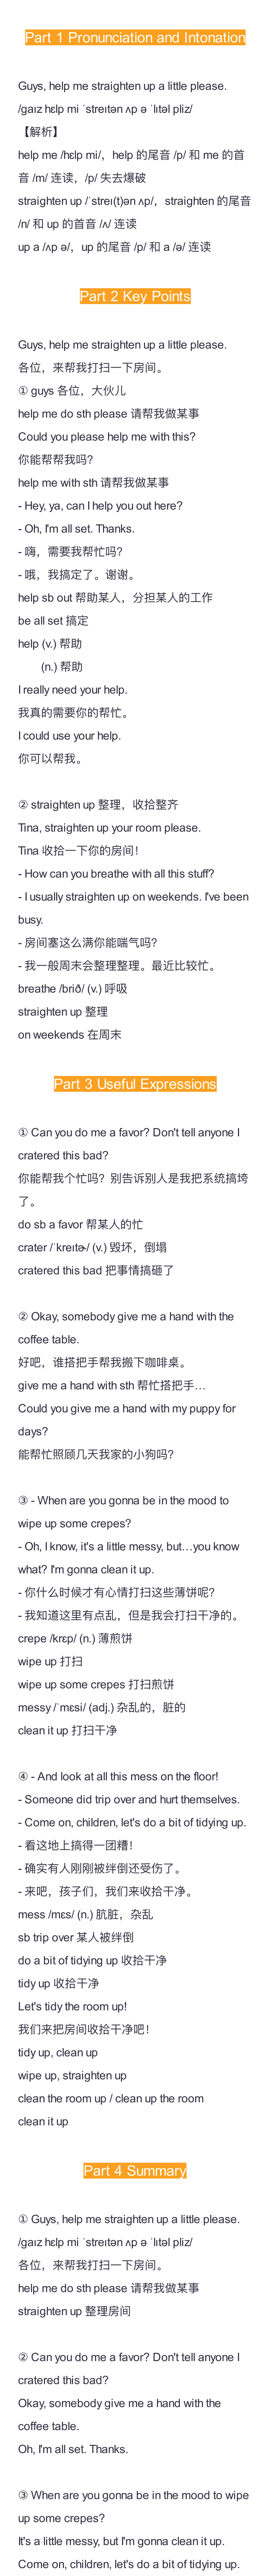 Part 1 Pronunciation and Intonation
Guys, help me straighten up a little please.
/gaɪz hɛlp mi ˈstreɪtən ʌp ə ˈlɪtəl pliz/
【解析】
help me /hɛlp mi/，help 的尾音 /p/ 和 me 的首
音 /m/ 连读，/p/ 失去爆破
straighten up /ˈstreɪ(t)ən ʌp/，straighten 的尾音
/n/ 和 up 的首音 /ʌ/ 连读
up a /ʌp ə/，up 的尾音 /p/ 和 a /ə/ 连读
Part 2 Key Points
Guys, help me straighten up a little please.
各位，来帮我打扫一下房间。
① guys 各位，大伙儿
help me do sth please 请帮我做某事
Could you please help me with this?
你能帮帮我吗?
help me with sth 请帮我做某事
- Hey, ya, can I help you out here?
- Oh, I'm all set. Thanks.
- 嗨，需要我帮忙吗?
- 哦，我搞定了。谢谢。
help sb out 帮助某人，分担某人的工作
be all set 搞定
help (v.) 帮助
(n.) 帮助
I really need your help.
我真的需要你的帮忙。
I could use your help.
你可以帮我。
② straighten up 整理，收拾整齐
Tina, straighten up your room please.
Tina 收拾一下你的房间！
- How can you breathe with all this stuff?
- I usually straighten up on weekends. I've been
busy.
- 房间塞这么满你能喘气吗?
- 我一般周末会整理整理。最近比较忙。
breathe /brið/ (v.) 呼吸
straighten up 整理
on weekends 在周末
Part 3 Useful Expressions
① Can you do me a favor? Don't tell anyone I
cratered this bad?
你能帮我个忙吗？别告诉别人是我把系统搞垮
了。
do sb a favor 帮某人的忙
crater /ˈkreɪtɚ/ (v.) 毁坏，倒塌
cratered this bad 把事情搞砸了
② Okay, somebody give me a hand with the
coffee table.
好吧，谁搭把手帮我搬下咖啡桌。
give me a hand with sth 帮忙搭把手…
Could you give me a hand with my puppy for
days?
能帮忙照顾几天我家的小狗吗?
③ - When are you gonna be in the mood to
wipe up some crepes?
- Oh, I know, it's a little messy, but…you know
what? I'm gonna clean it up.
- 你什么时候才有心情打扫这些薄饼呢?
- 我知道这里有点乱，但是我会打扫干净的。
crepe /krɛp/ (n.) 薄煎饼
wipe up 打扫
wipe up some crepes 打扫煎饼
messy /ˈmɛsi/ (adj.) 杂乱的，脏的
clean it up 打扫干净
④ - And look at all this mess on the floor!
- Someone did trip over and hurt themselves.
- Come on, children, let's do a bit of tidying up.
- 看这地上搞得一团糟！
- 确实有人刚刚被绊倒还受伤了。
- 来吧，孩子们，我们来收拾干净。
mess /mɛs/ (n.) 肮脏，杂乱
sb trip over 某人被绊倒
do a bit of tidying up 收拾干净
tidy up 收拾干净
Let's tidy the room up!
我们来把房间收拾干净吧！
tidy up, clean up
wipe up, straighten up
clean the room up / clean up the room
clean it up
Part 4 Summary
① Guys, help me straighten up a little please.
/gaɪz hɛlp mi ˈstreɪtən ʌp ə ˈlɪtəl pliz/
各位，来帮我打扫一下房间。
help me do sth please 请帮我做某事
straighten up 整理房间
② Can you do me a favor? Don't tell anyone I
cratered this bad?
Okay, somebody give me a hand with the
coffee table.
Oh, I'm all set. Thanks.
③ When are you gonna be in the mood to wipe
up some crepes?
It's a little messy, but I'm gonna clean it up.
Come on, children, let's do a bit of tidying up.